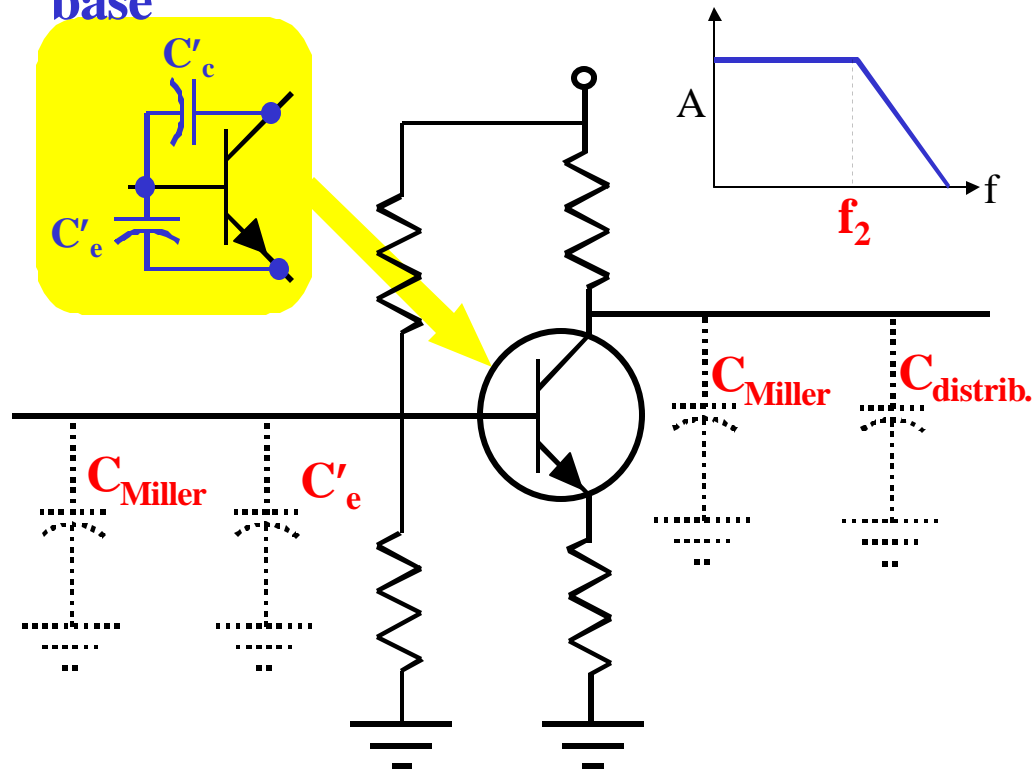 base
C′c
C′e
A
f
f2
CMiller
Cdistrib.
CMiller
C′e